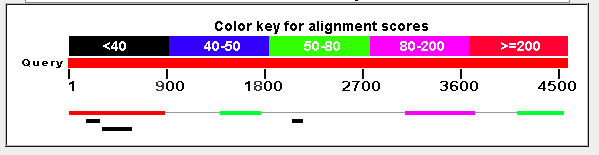 Color key for alignment scores
<40 40-50 50-80 80-200 >=200
Query
1 900 1800 2700 3600 4500